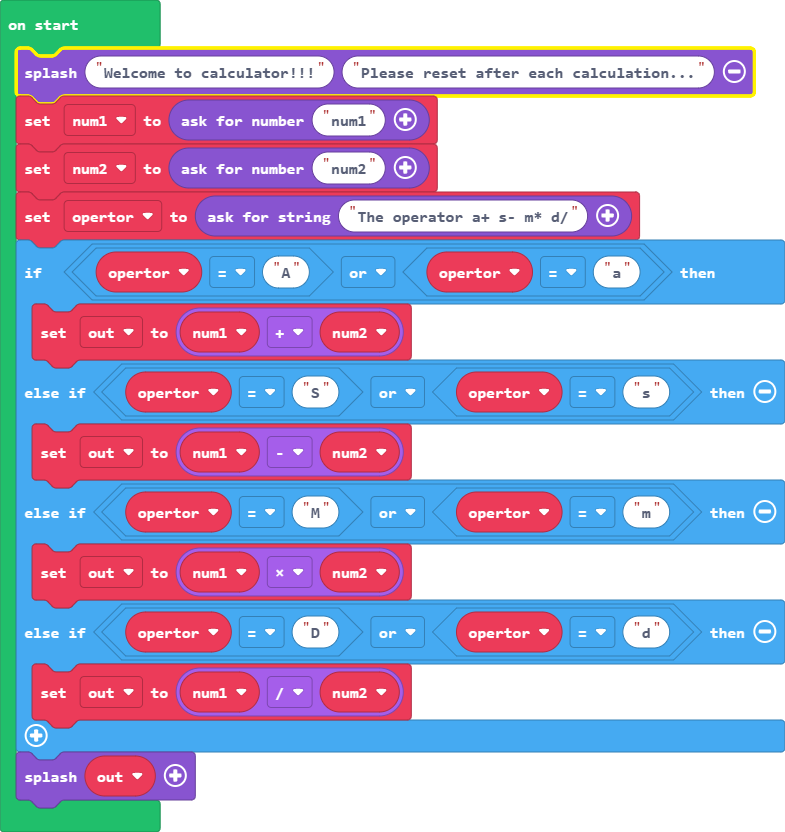 on start
splash "Welcome to calculator!!!" "Please reset after each calculation..."
set num1 to ask for number "num1"
set num2 to ask for number "num2"
set opertor to ask for string "The operator a+ s- m* d/"
if opertor = "A" or opertor = "a" then
set out to num1 + num2
else if opertor = "S" or opertor = "s" then
set out to num1 - num2
else if opertor = "M" or opertor = "m" then
set out to num1 × num2
else if opertor = "D" or opertor = "d" then
set out to num1 / num2
splash out